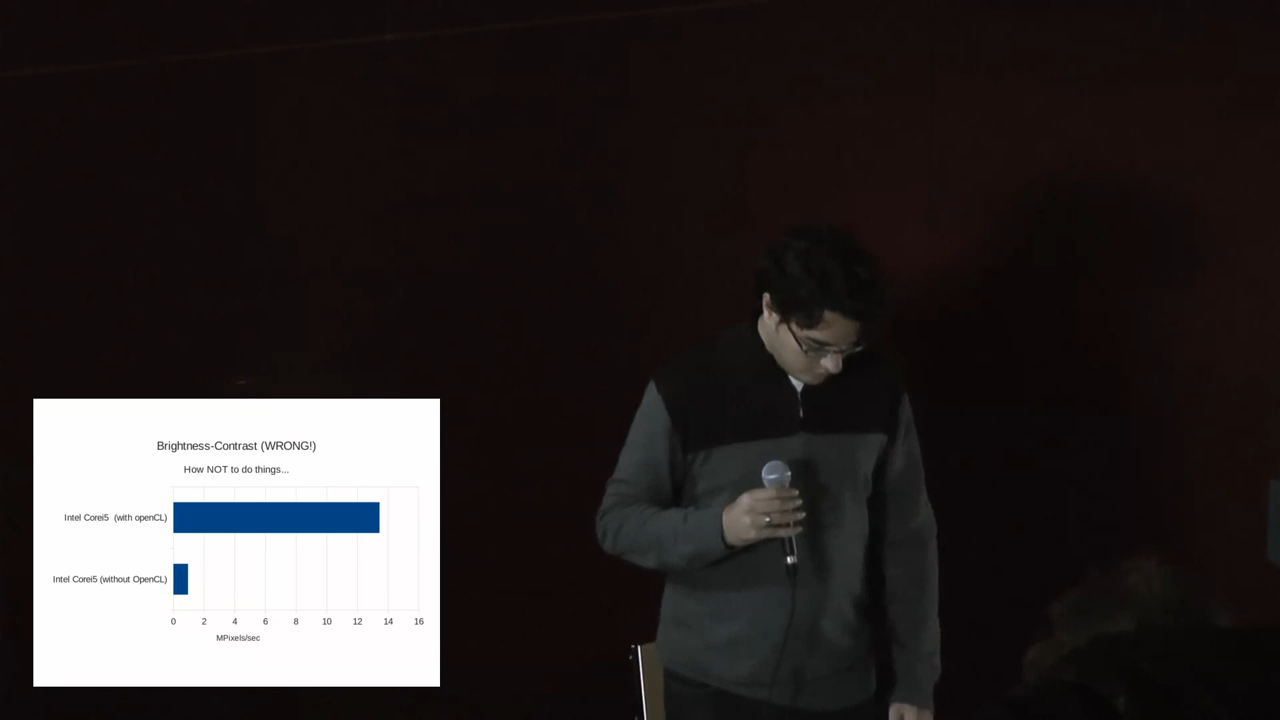 Brightness-Contrast (WRONG!)
How NOT to do things...
Intel Corei5  (with openCL)
Intel Corei5 (without OpenCL)
0 2 4 6 8 10 12 14 16
MPixels/sec